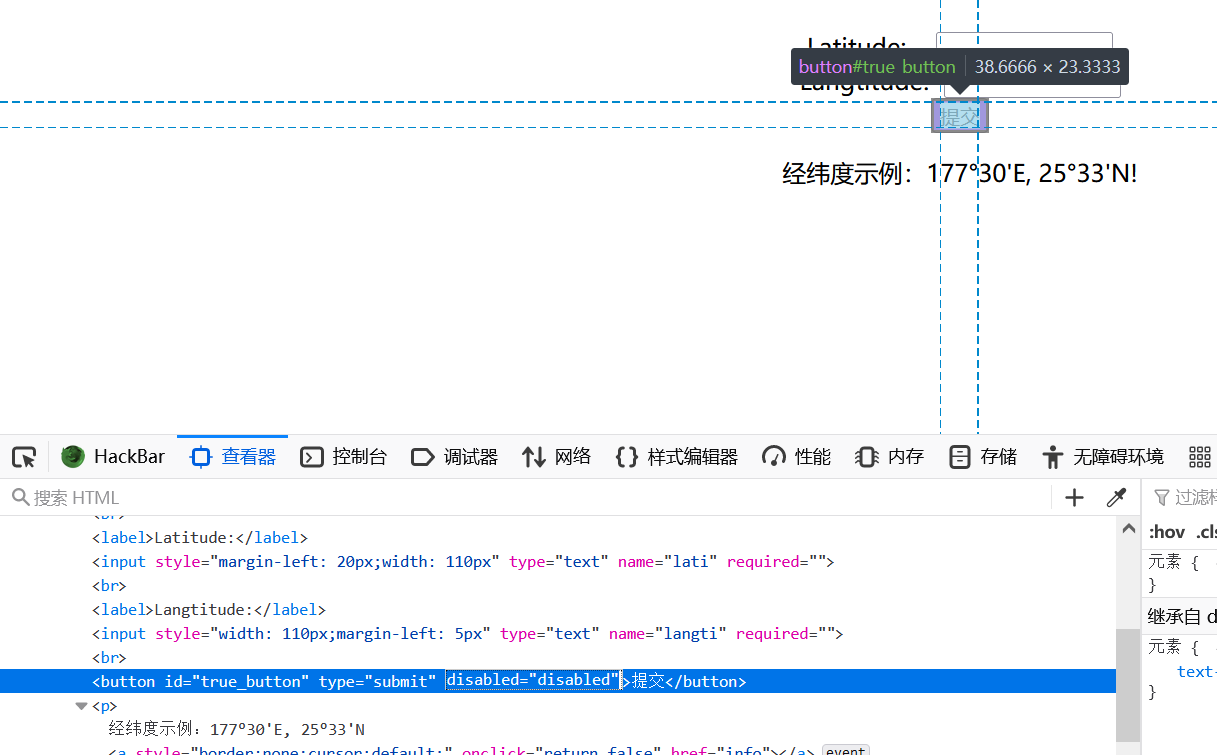 Latitude:
button#true_button 38.6666 × 23.3333
Langtitude:
提交
经纬度示例：177°30'E, 25°33'N!
HackBar 查看器 控制台 调试器 网络 样式编辑器 性能 内存 存储 无障碍环境
搜索 HTML
过滤样
:hov .cls
<br>
<label>Latitude:</label>
<input style="margin-left: 20px;width: 110px" type="text" name="lati" required="">
<br>
<label>Langtitude:</label>
<input style="width: 110px;margin-left: 5px" type="text" name="langti" required="">
<br>
<button id="true_button" type="submit" disabled="disabled">提交</button>
<p>
经纬度示例：177°30'E, 25°33'N
<a style="border:none;cursor:default;" onclick="return false" href="info"></a> event
元素 {
}
继承自 d
元素 {
text-
}